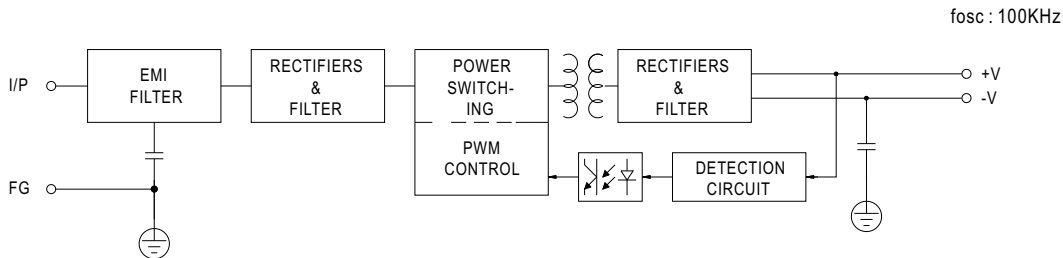 fosc : 100KHz
I/P
EMI
FILTER
RECTIFIERS
&
FILTER
POWER
SWITCH-
ING
PWM
CONTROL
RECTIFIERS
&
FILTER
+V
-V
DETECTION
CIRCUIT
FG